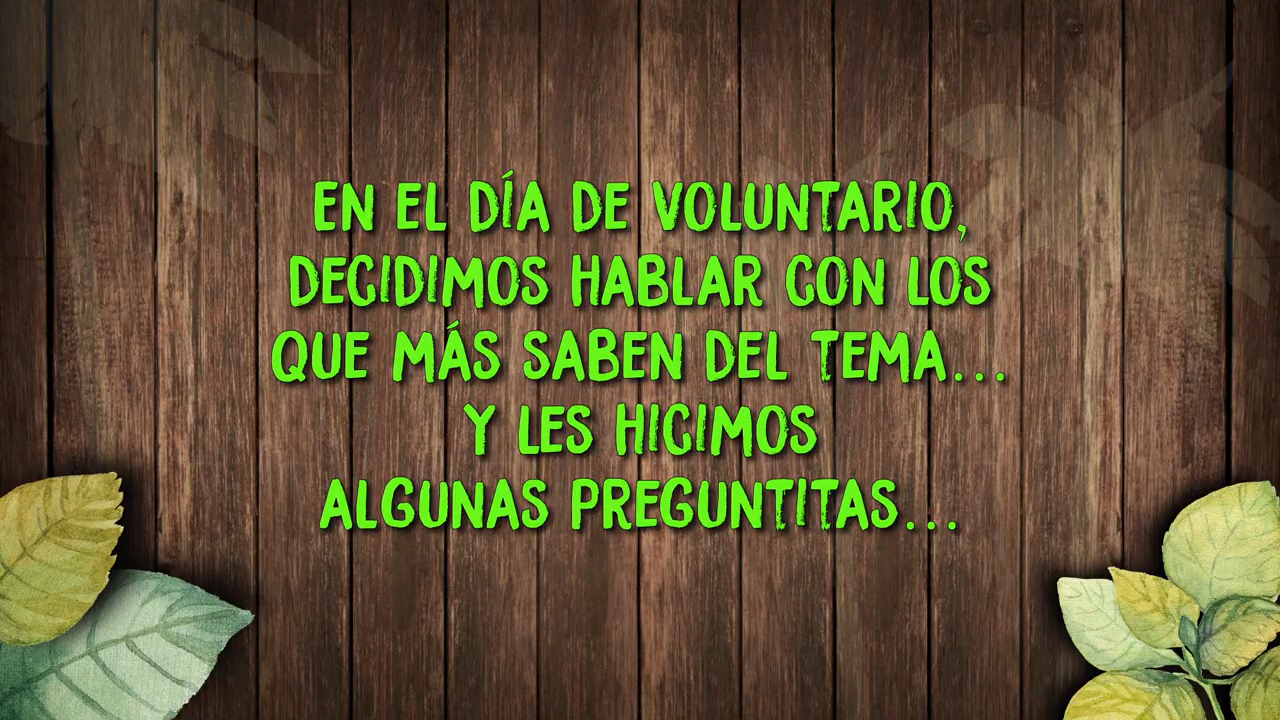 EN EL DÍA DE VOLUNTARIO,
DECIDIMOS HABLAR CON LOS
QUE MÁS SABEN DEL TEMA...
Y LES HICIMOS
ALGUNAS PREGUNTITAS...